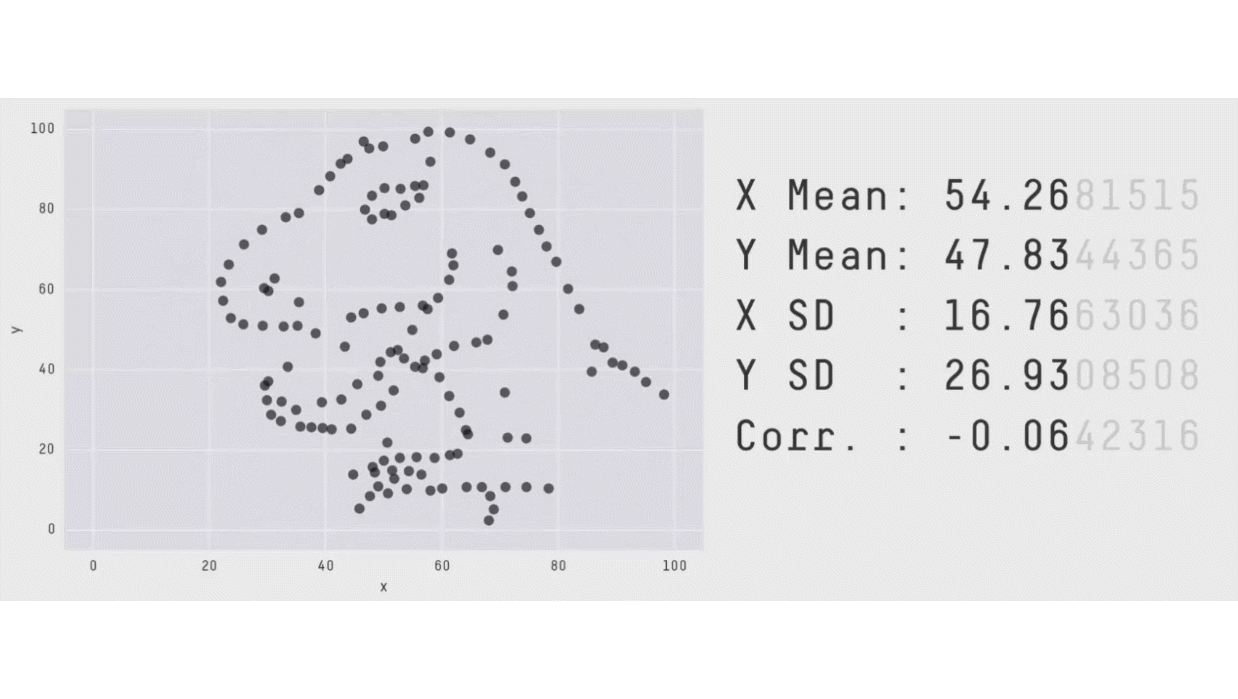 100
80
60
40
20
0
y
0 20 40 60 80 100
x
X Mean: 54.2681515
Y Mean: 47.8344365
X SD : 16.7663036
Y SD : 26.9308508
Corr. : -0.0642316